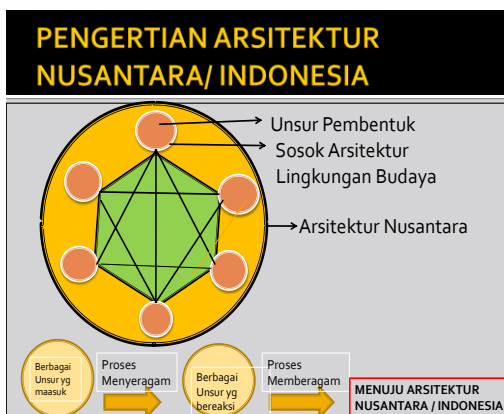 PENGERTIAN ARSITEKTUR
NUSANTARA/ INDONESIA
Unsur Pembentuk
Sosok Arsitektur
Lingkungan Budaya
Arsitektur Nusantara
Berbagai
Unsur yg
maasuk
Proses
Menyeragam
Berbagai
Unsur yg
bereaksi
Proses
Memberagam
MENUJU ARSITEKTUR
NUSANTARA / INDONESIA